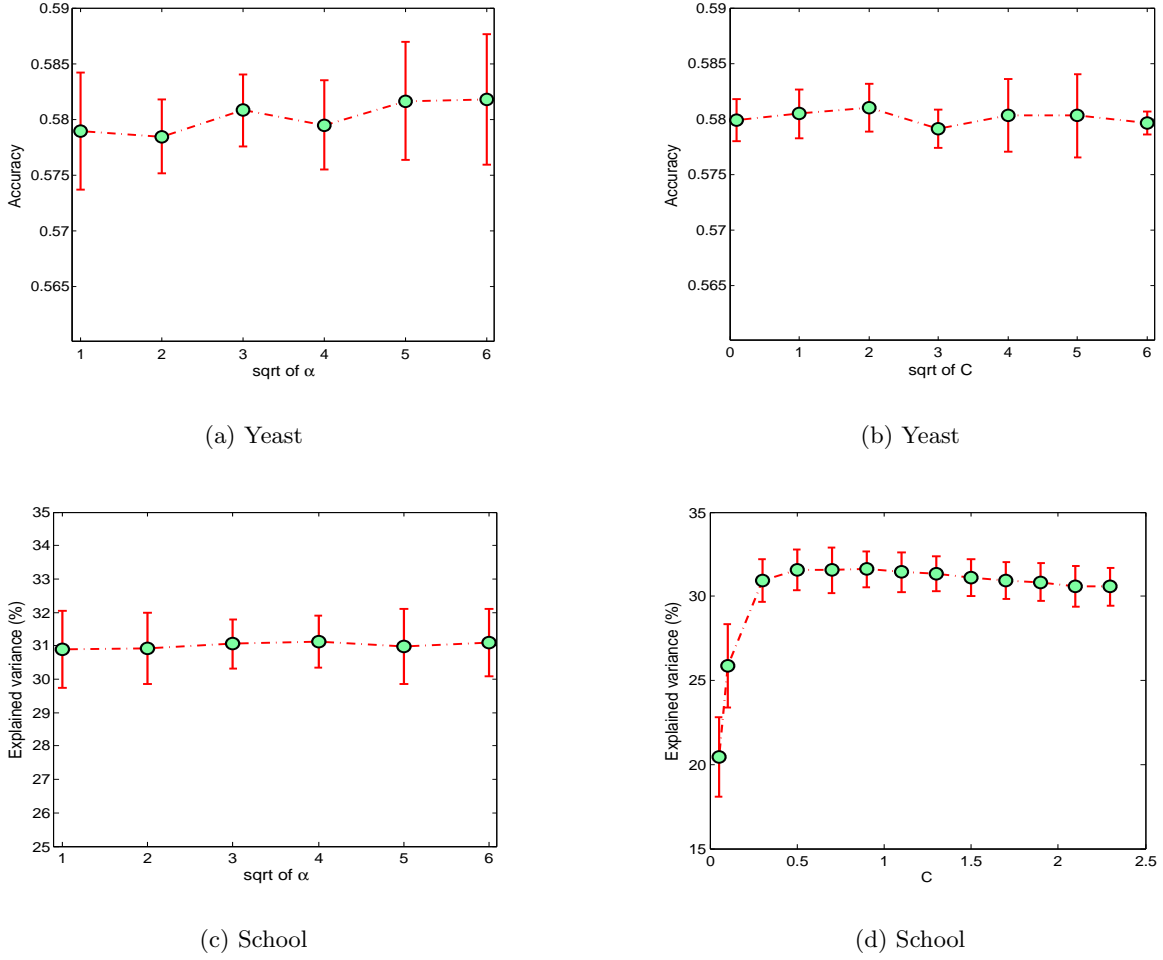 0.59
0.585
0.58
0.575
0.57
0.565
Accuracy
1 2 3 4 5 6
sqrt of α
(a) Yeast
0.59
0.585
0.58
0.575
0.57
0.565
Accuracy
0 1 2 3 4 5 6
sqrt of C
(b) Yeast
35
34
33
32
31
30
29
28
27
26
25
Explained variance (%)
1 2 3 4 5 6
sqrt of α
(c) School
35
30
25
20
15
Explained variance (%)
0 0.5 1 1.5 2 2.5
C
(d) School